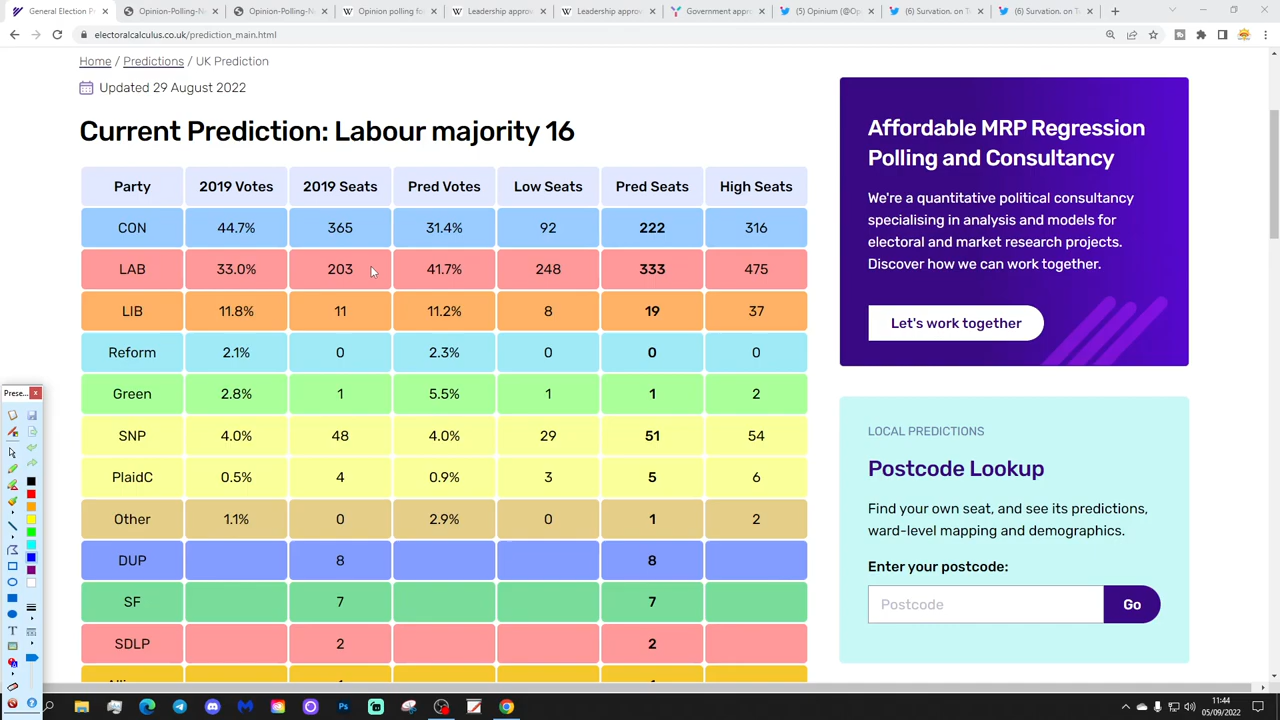 General Election Pr
Opinion-Polling-Ne
Opinion-Polling-Ne
Opinion polling fo
Leadership approv
Leadership approv
Government appr
(5) Opinium (@Op
(6) Survation. on T
(6) Survation. on T
electoralcalculus.co.uk/prediction_main.html
Home / Predictions / UK Prediction
Updated 29 August 2022
Current Prediction: Labour majority 16
Party 2019 Votes 2019 Seats Pred Votes Low Seats Pred Seats High Seats
CON 44.7% 365 31.4% 92 222 316
LAB 33.0% 203 41.7% 248 333 475
LIB 11.8% 11 11.2% 8 19 37
Reform 2.1% 0 2.3% 0 0 0
Green 2.8% 1 5.5% 1 1 2
SNP 4.0% 48 4.0% 29 51 54
PlaidC 0.5% 4 0.9% 3 5 6
Other 1.1% 0 2.9% 0 1 2
DUP 8 8
SF 7 7
SDLP 2 2
Affordable MRP Regression
Polling and Consultancy
We're a quantitative political consultancy
specialising in analysis and models for
electoral and market research projects.
Discover how we can work together.
Let's work together
LOCAL PREDICTIONS
Postcode Lookup
Find your own seat, and see its predictions,
ward-level mapping and demographics.
Enter your postcode:
Postcode
Go
Prese...
11:44
05/09/2022